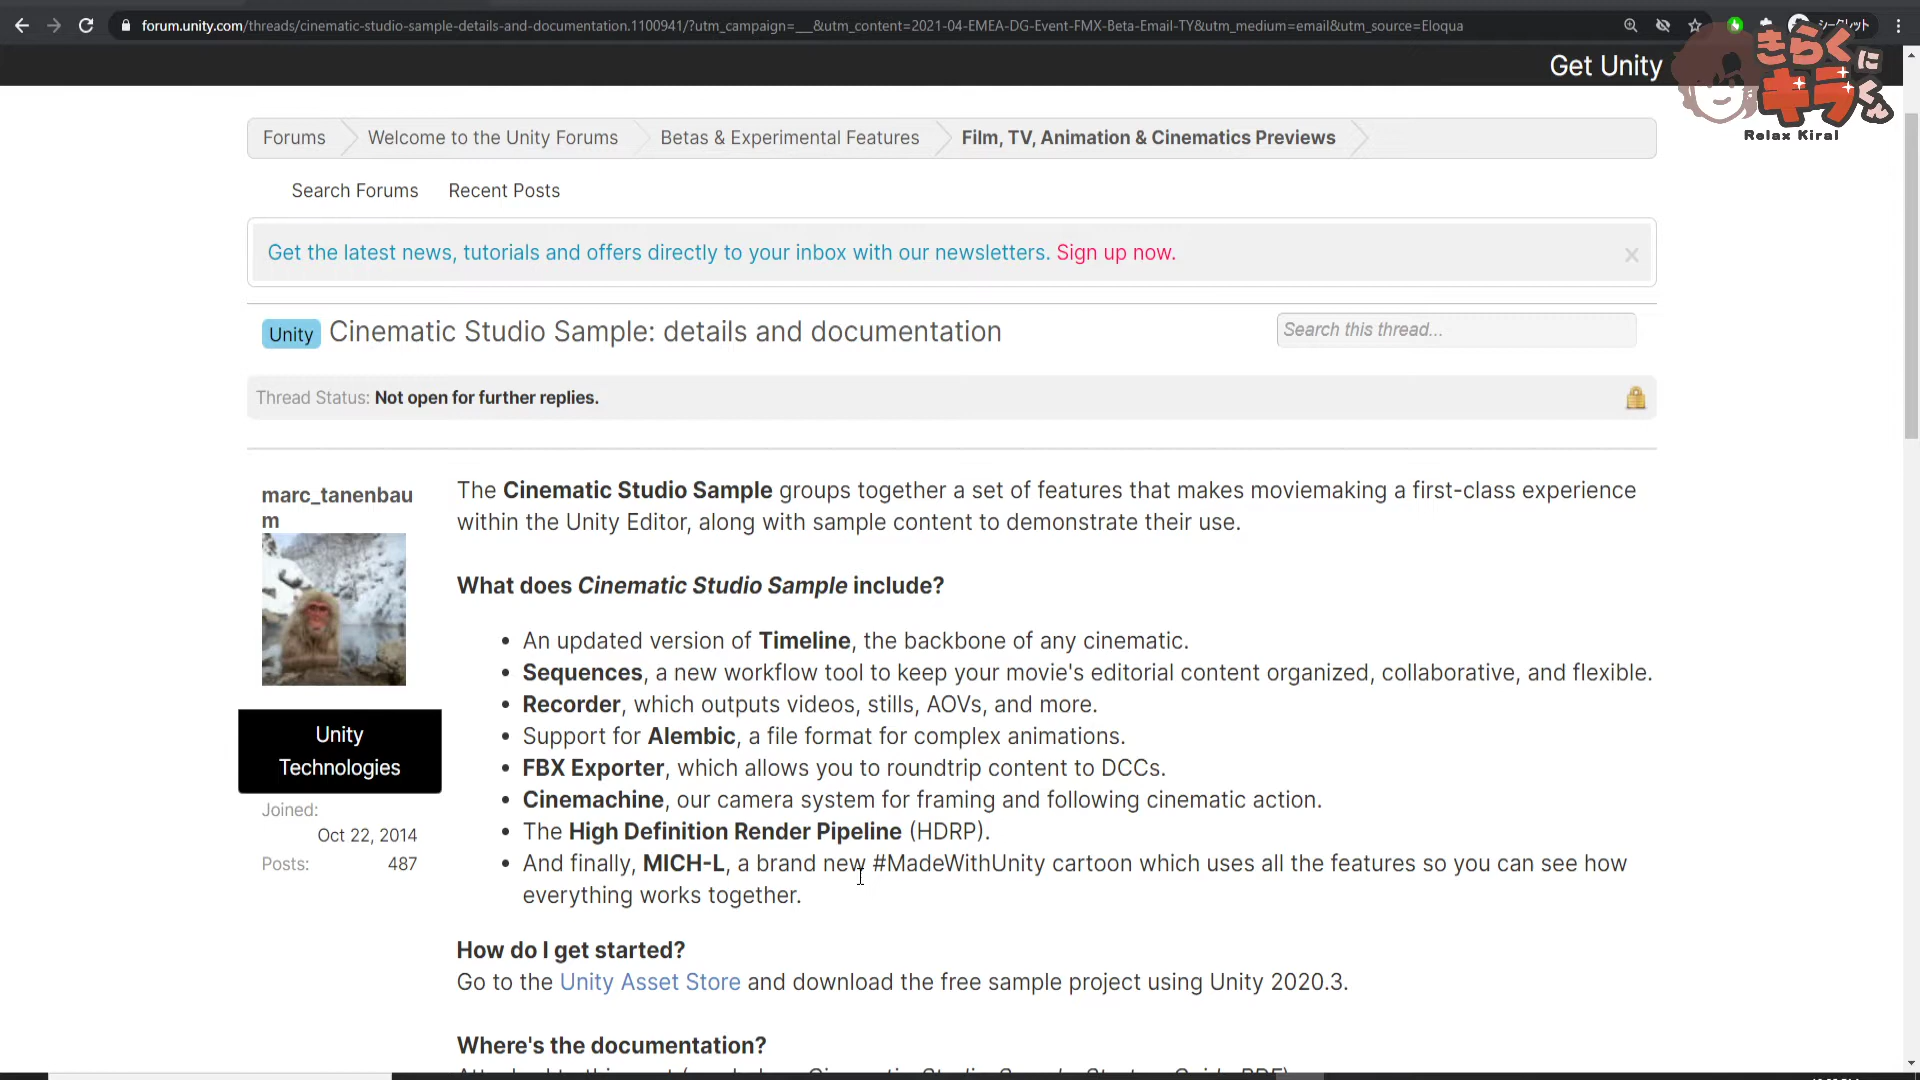 forum.unity.com/threads/cinematic-studio-sample-details-and-documentation.1100941/?utm_campaign=__&utm_content=2021-04-EMEA-DG-Event-FMX-Beta-Email-TY&utm_medium=email&utm_source=Eloqua
シークレット
Get Unity
きらくに
キラくん
Relax Kiral
Forums
Welcome to the Unity Forums
Betas & Experimental Features
Film, TV, Animation & Cinematics Previews
Search Forums
Recent Posts
Get the latest news, tutorials and offers directly to your inbox with our newsletters. Sign up now.
Unity
Cinematic Studio Sample: details and documentation
Search this thread...
Thread Status: Not open for further replies.
marc_tanenbau
m
Unity
Technologies
Joined:
Oct 22, 2014
Posts:
487
The Cinematic Studio Sample groups together a set of features that makes moviemaking a first-class experience
within the Unity Editor, along with sample content to demonstrate their use.
What does Cinematic Studio Sample include?
• An updated version of Timeline, the backbone of any cinematic.
• Sequences, a new workflow tool to keep your movie's editorial content organized, collaborative, and flexible.
• Recorder, which outputs videos, stills, AOVs, and more.
• Support for Alembic, a file format for complex animations.
• FBX Exporter, which allows you to roundtrip content to DCCs.
• Cinemachine, our camera system for framing and following cinematic action.
• The High Definition Render Pipeline (HDRP).
• And finally, MICH-L, a brand new #MadeWithUnity cartoon which uses all the features so you can see how
everything works together.
How do I get started?
Go to the Unity Asset Store and download the free sample project using Unity 2020.3.
Where's the documentation?